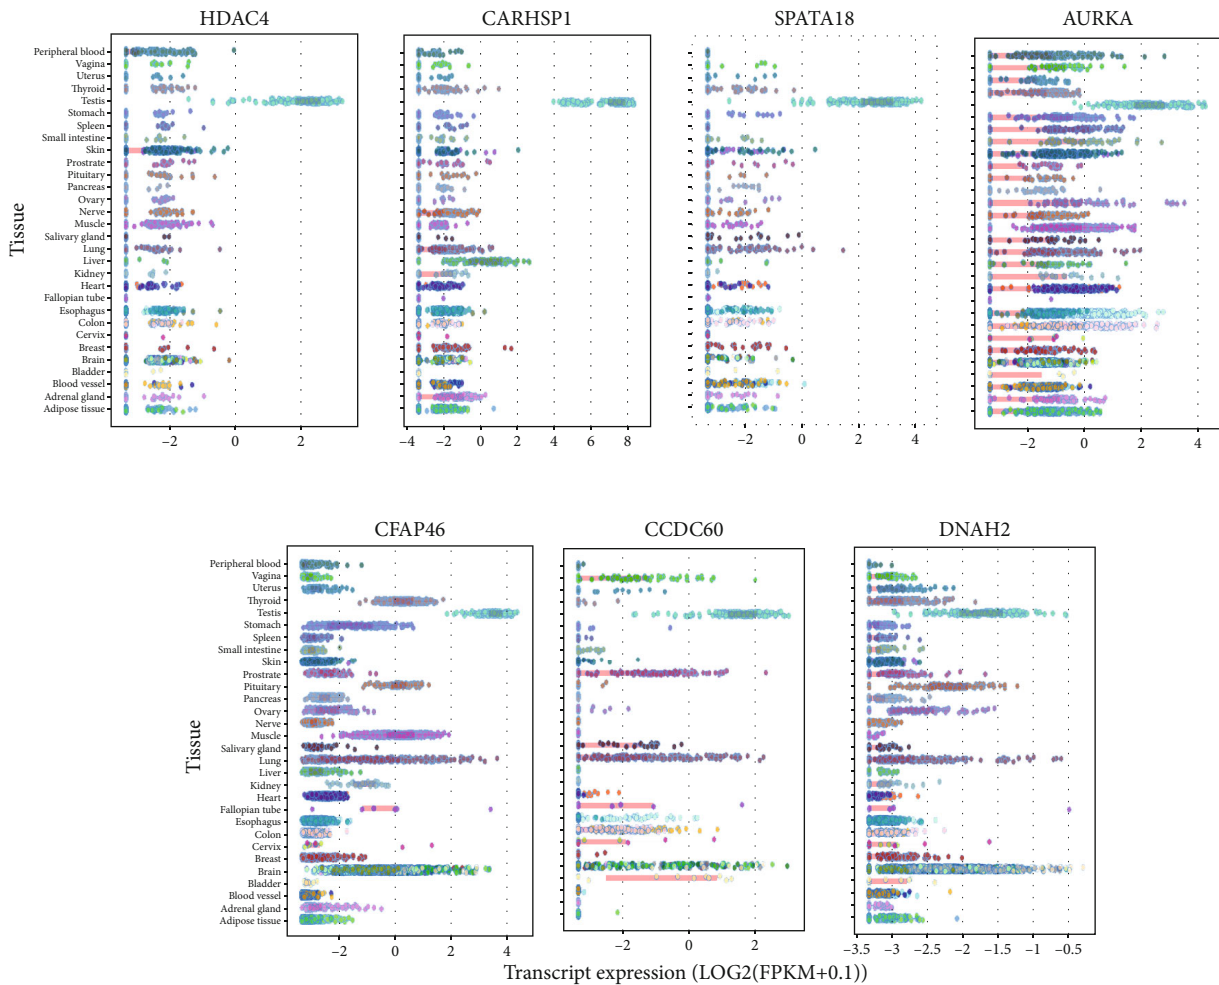 HDAC4 CARHSP1 SPATA18 AURKA
Peripheral blood
Vagina
Uterus
Thyroid
Testis
Stomach
Spleen
Small intestine
Skin
Prostrate
Pituitary
Pancreas
Ovary
Nerve
Muscle
Salivary gland
Lung
Liver
Kidney
Heart
Fallopian tube
Esophagus
Colon
Cervix
Breast
Brain
Bladder
Blood vessel
Adrenal gland
Adipose tissue
Tissue
−2 0 2 −4 −2 0 2 4 6 8 −2 0 2 4 −2 0 2 4
CFAP46 CCDC60 DNAH2
Peripheral blood
Vagina
Uterus
Thyroid
Testis
Stomach
Spleen
Small intestine
Skin
Prostrate
Pituitary
Pancreas
Ovary
Nerve
Muscle
Salivary gland
Lung
Liver
Kidney
Heart
Fallopian tube
Esophagus
Colon
Cervix
Breast
Brain
Bladder
Blood vessel
Adrenal gland
Adipose tissue
Tissue
−2 0 2 4 −2 0 2 −3.5 −3 −2.5 −2 −1.5 −1 −0.5
Transcript expression (LOG2(FPKM+0.1))